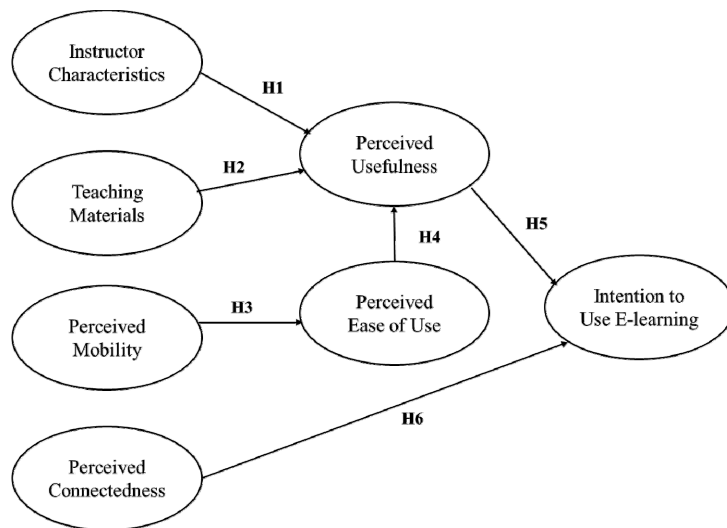 Instructor
Characteristics
H1
Perceived
Usefulness
Teaching
Materials
H2
H4
H5
Perceived
Mobility
H3
Perceived
Ease of Use
Intention to
Use E-learning
H6
Perceived
Connectedness